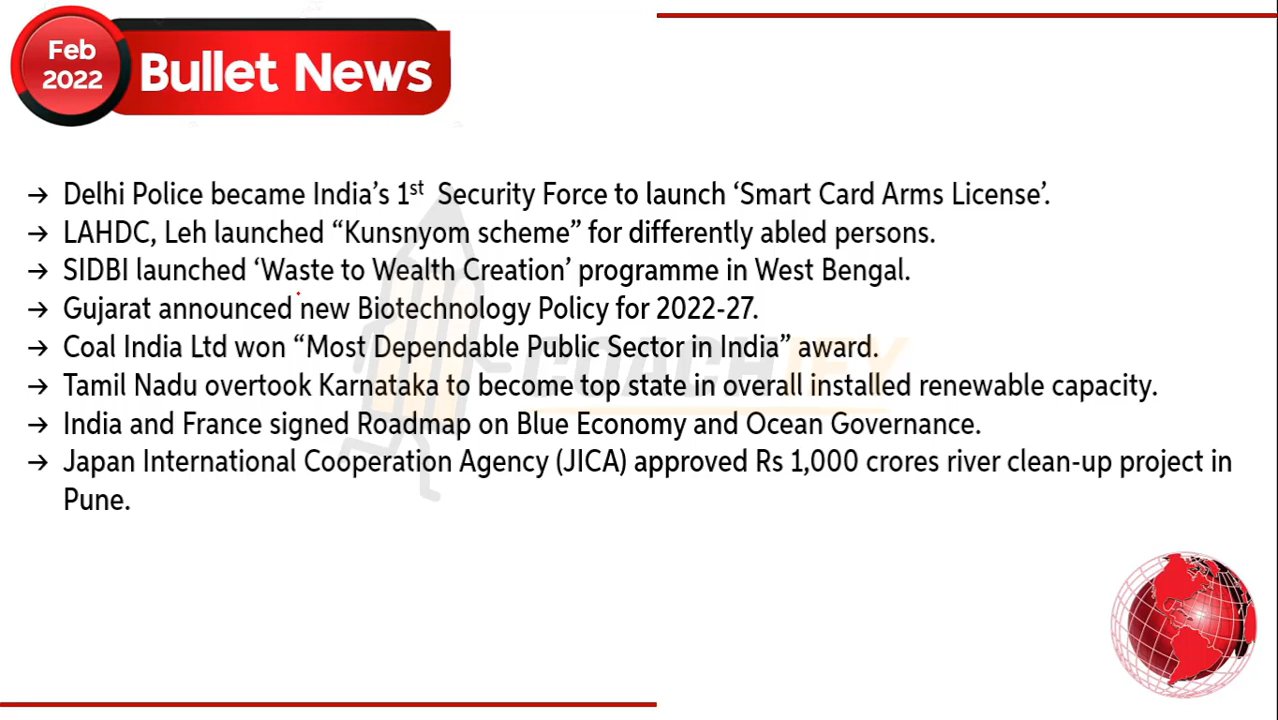 Feb
2022
Bullet News
→ Delhi Police became India’s 1st Security Force to launch ‘Smart Card Arms License’.
→ LAHDC, Leh launched “Kunsnyom scheme” for differently abled persons.
→ SIDBI launched ‘Waste to Wealth Creation’ programme in West Bengal.
→ Gujarat announced new Biotechnology Policy for 2022-27.
→ Coal India Ltd won “Most Dependable Public Sector in India” award.
→ Tamil Nadu overtook Karnataka to become top state in overall installed renewable capacity.
→ India and France signed Roadmap on Blue Economy and Ocean Governance.
→ Japan International Cooperation Agency (JICA) approved Rs 1,000 crores river clean-up project in
Pune.